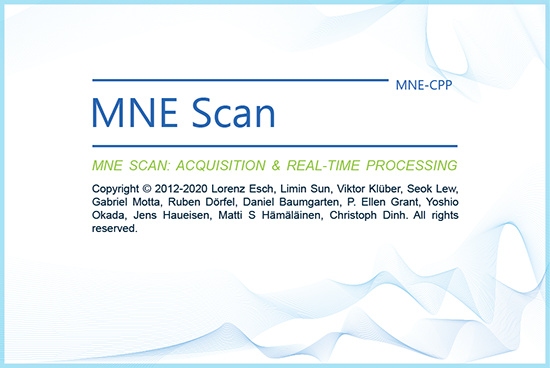 MNE-CPP
MNE Scan
MNE SCAN: ACQUISITION & REAL-TIME PROCESSING
Copyright © 2012-2020 Lorenz Esch, Limin Sun, Viktor Klüber, Seok Lew,
Gabriel Motta, Ruben Dörfel, Daniel Baumgarten, P. Ellen Grant, Yoshio
Okada, Jens Haueisen, Matti S Hämäläinen, Christoph Dinh. All rights
reserved.